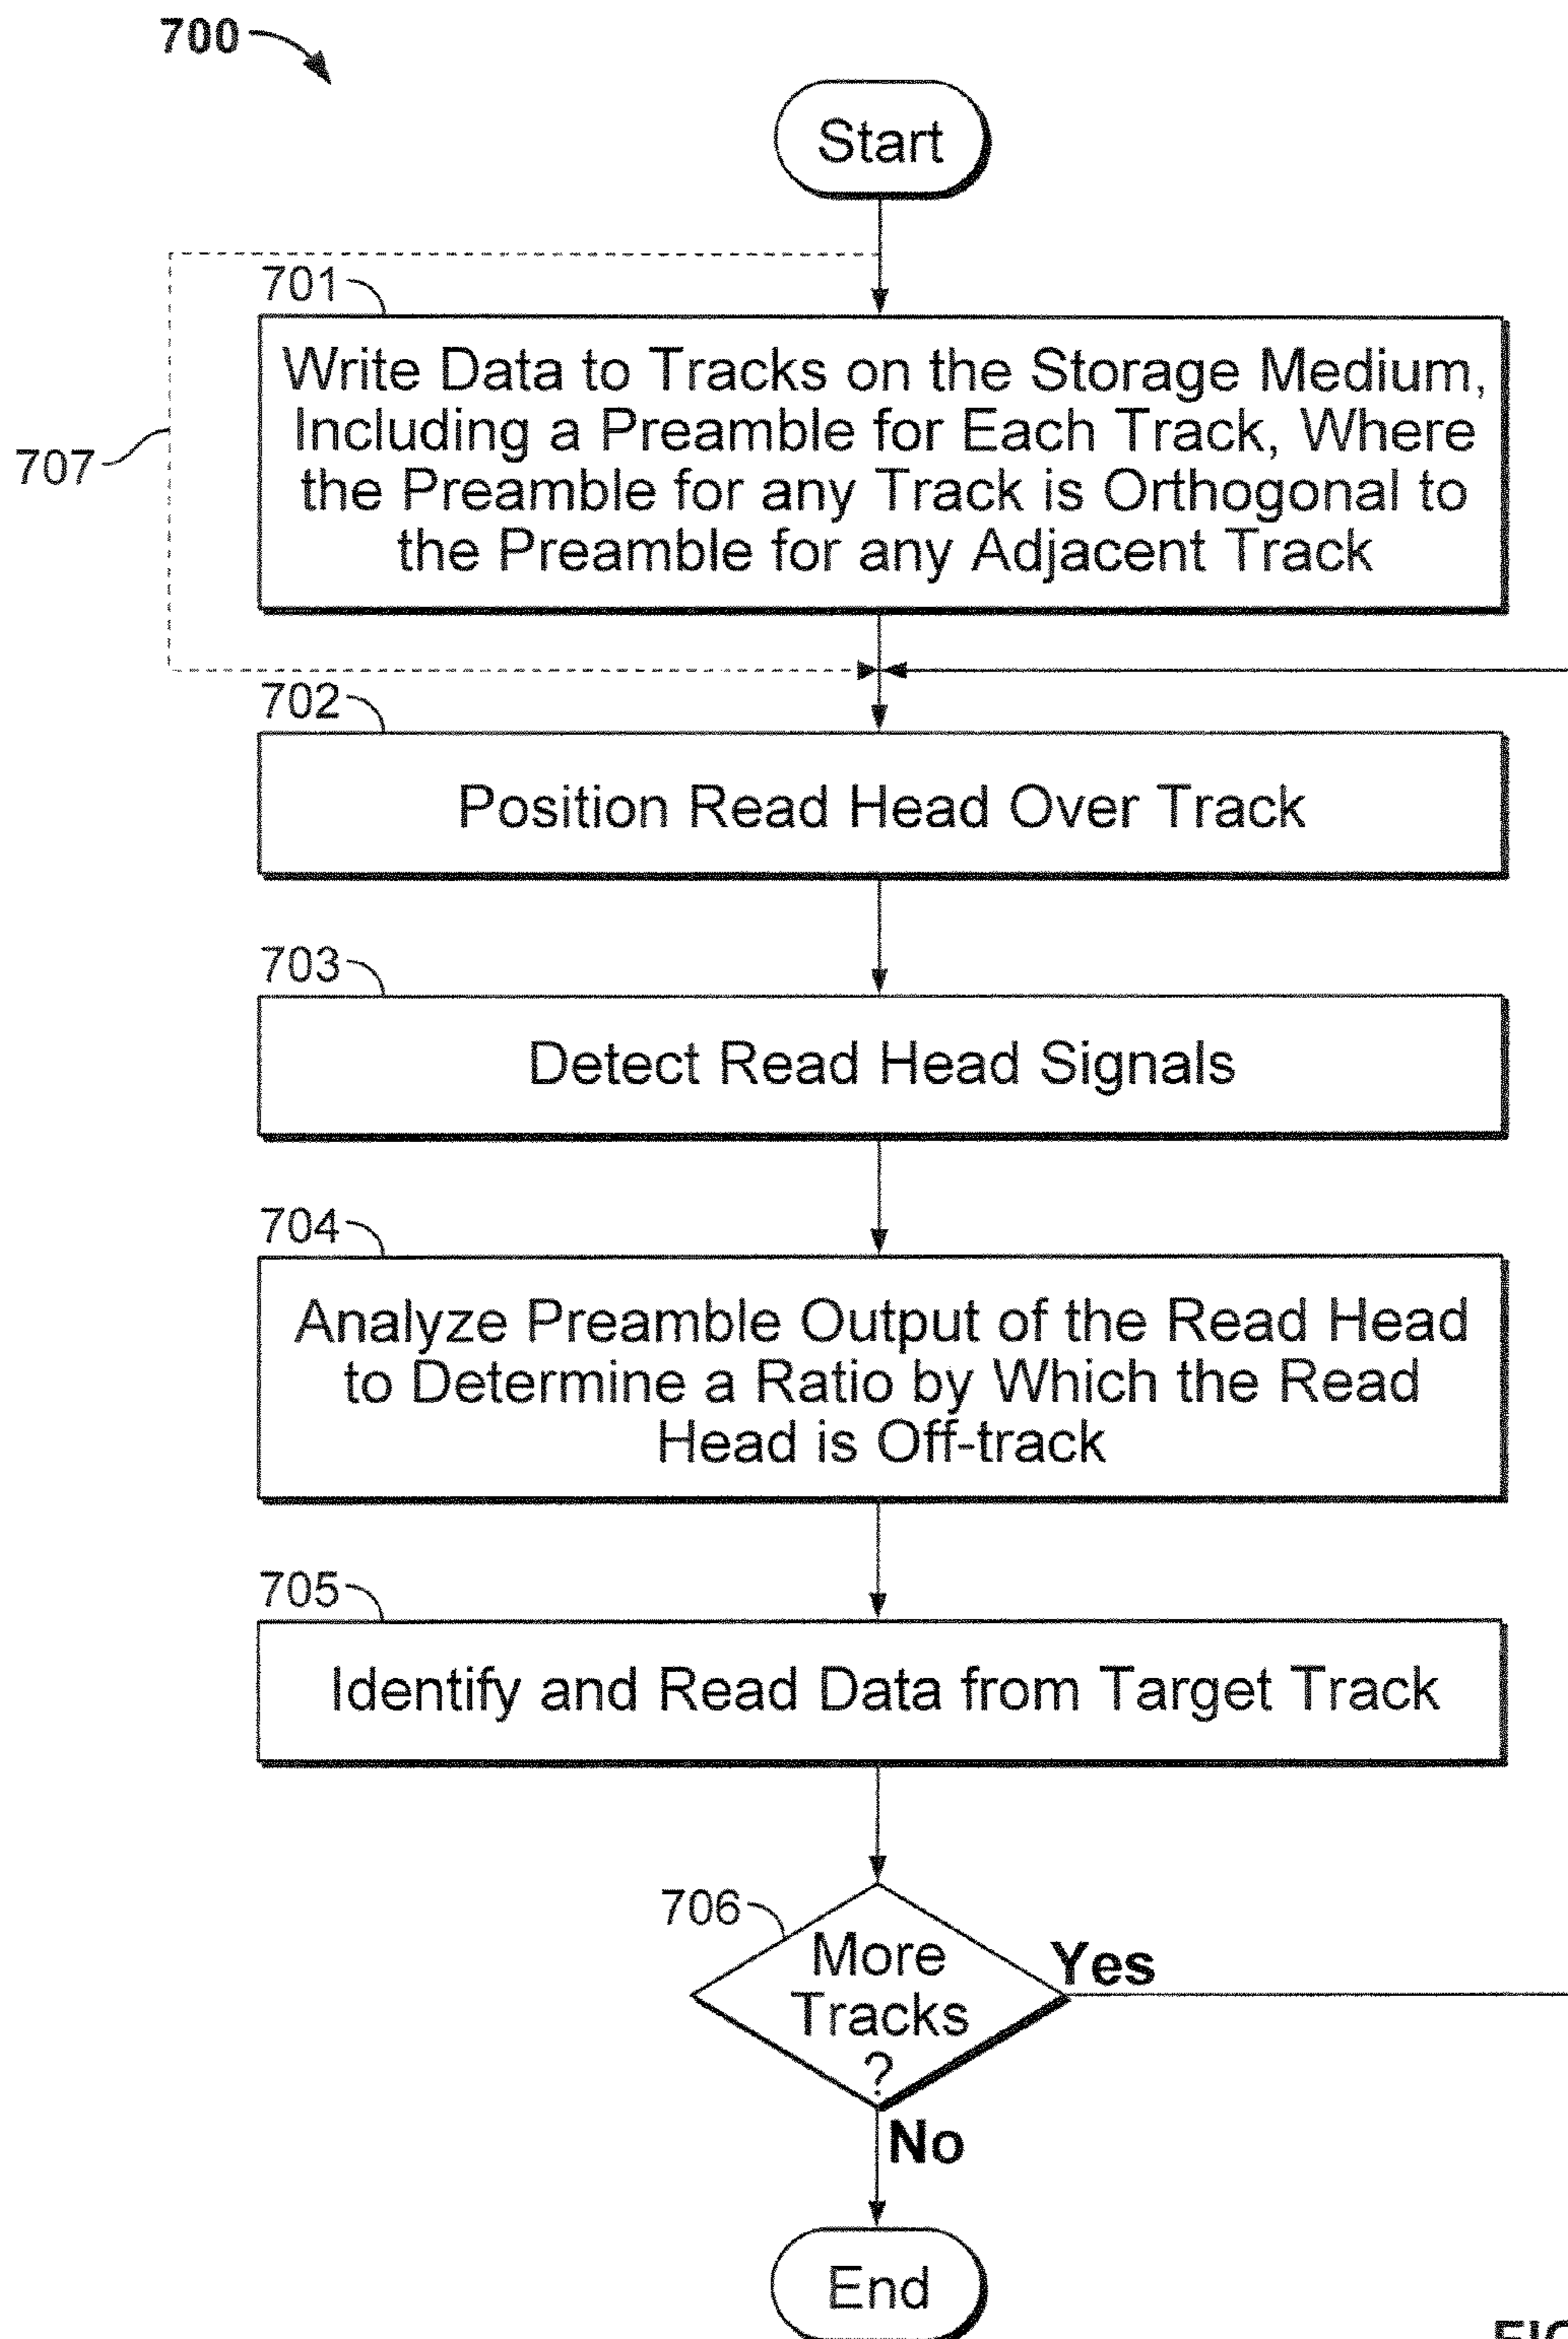 700
Start
701
Write Data to Tracks on the Storage Medium,
Including a Preamble for Each Track, Where
the Preamble for any Track is Orthogonal to
the Preamble for any Adjacent Track
707
702
Position Read Head Over Track
703
Detect Read Head Signals
704
Analyze Preamble Output of the Read Head
to Determine a Ratio by Which the Read
Head is Off-track
705
Identify and Read Data from Target Track
706
More
Tracks
?
Yes
No
End